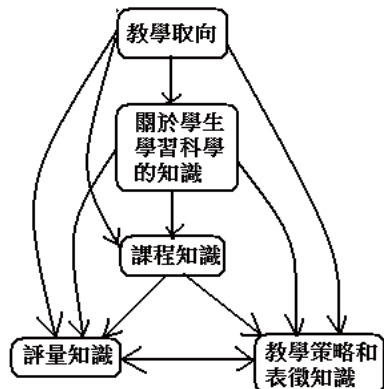 教學取向
關於學生
學習科學
的知識
課程知識
評量知識
教學策略和
表徵知識